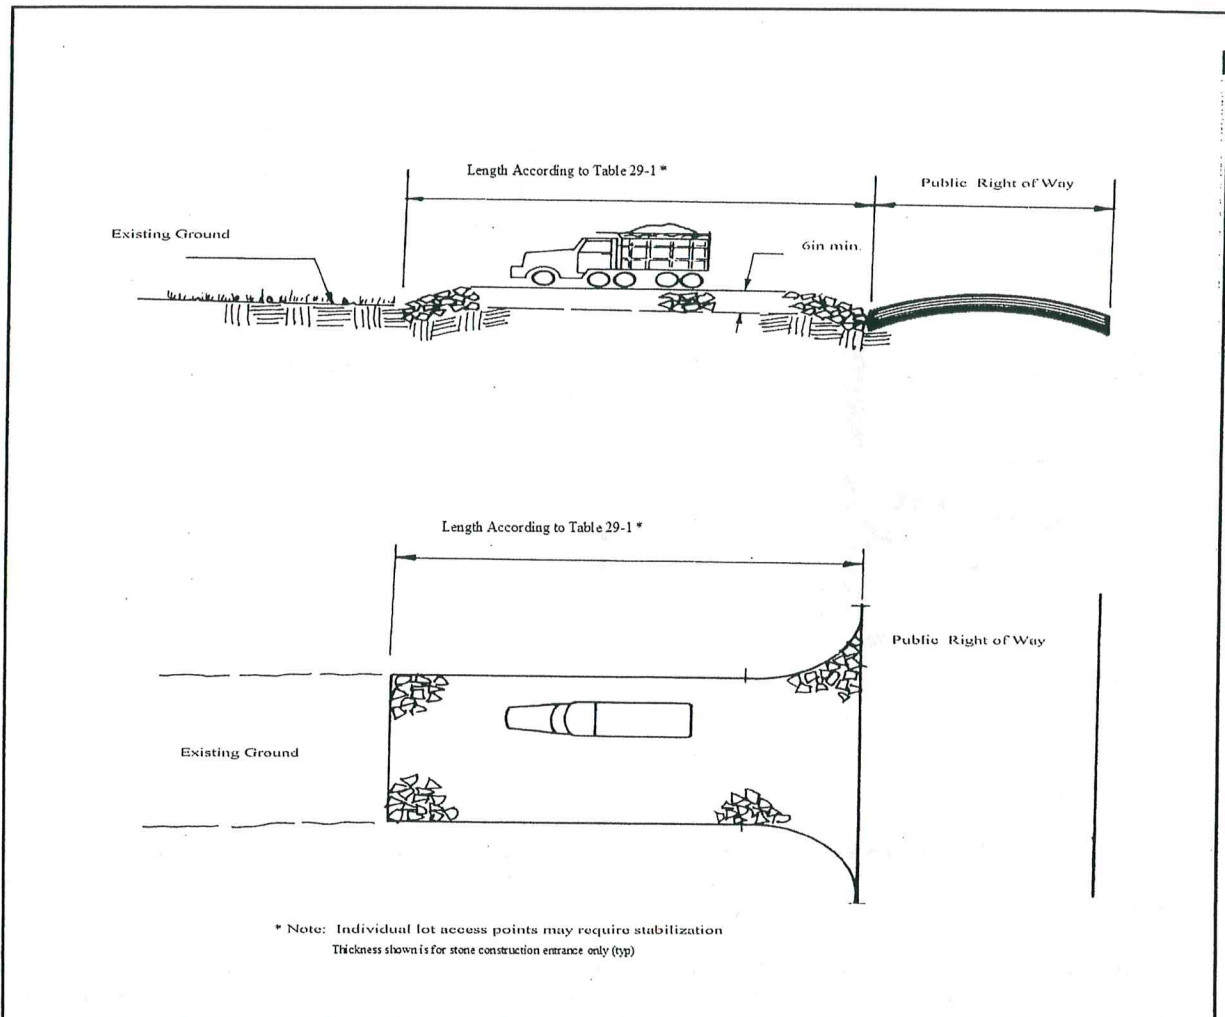 Length According to Table 29-1 *
Public Right of Way
Existing Ground
6in min.
Length According to Table 29-1 *
Public Right of Way
Existing Ground
* Note: Individual lot access points may require stabilization
Thickness shown is for stone construction entrance only (typ)